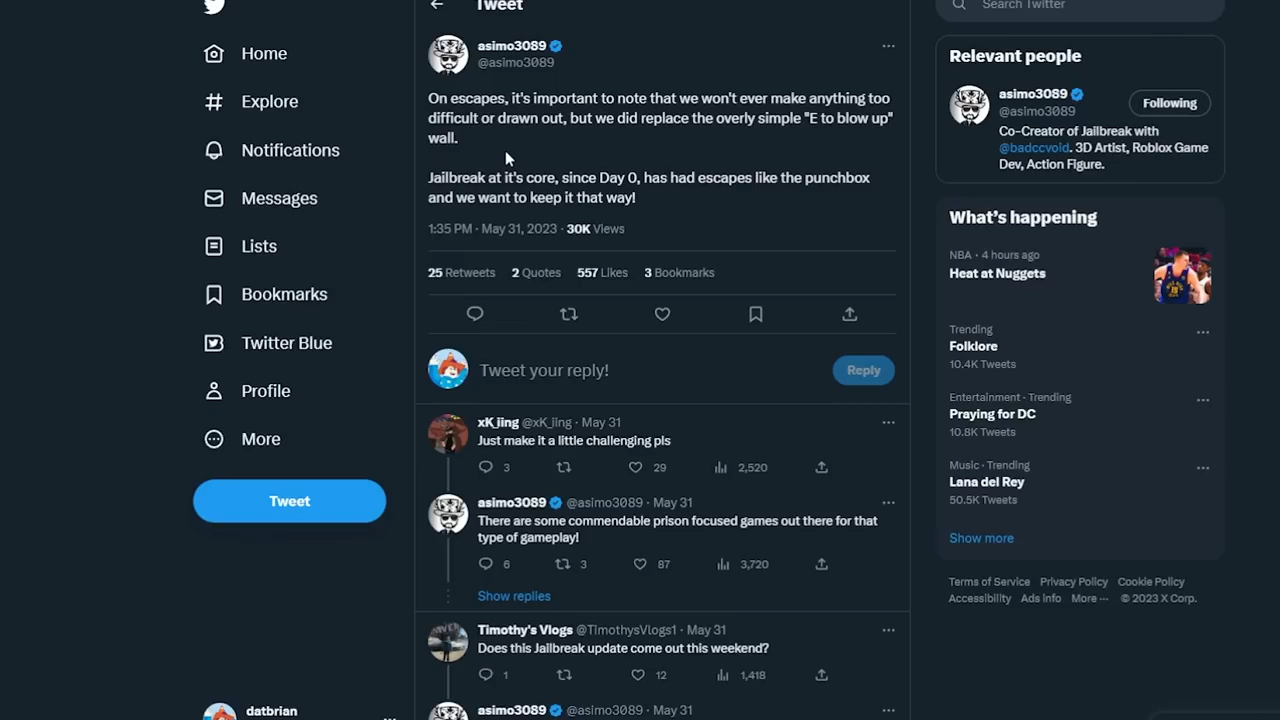 Tweet
Search Twitter
Home
Explore
Notifications
Messages
Lists
Bookmarks
Twitter Blue
Profile
More
Tweet
datbrian
asimo3089
@asimo3089
On escapes, it's important to note that we won't ever make anything too
difficult or drawn out, but we did replace the overly simple "E to blow up"
wall.
Jailbreak at it's core, since Day 0, has had escapes like the punchbox
and we want to keep it that way!
1:35 PM · May 31, 2023 · 30K Views
25 Retweets 2 Quotes 557 Likes 3 Bookmarks
Tweet your reply!
Reply
xK_iing @xK_iing · May 31
Just make it a little challenging pls
3 29 2,520
asimo3089 @asimo3089 · May 31
There are some commendable prison focused games out there for that
type of gameplay!
6 3 87 3,720
Show replies
Timothy's Vlogs @TimothysVlogs1 · May 31
Does this Jailbreak update come out this weekend?
1 12 1,418
asimo3089 @asimo3089 · May 31
Relevant people
asimo3089
@asimo3089
Following
Co-Creator of Jailbreak with
@badccvoid. 3D Artist, Roblox Game
Dev, Action Figure.
What's happening
NBA · 4 hours ago
Heat at Nuggets
Trending
Folklore
10.4K Tweets
Entertainment · Trending
Praying for DC
10.8K Tweets
Music · Trending
Lana del Rey
50.5K Tweets
Show more
Terms of Service Privacy Policy Cookie Policy
Accessibility Ads info More ··· © 2023 X Corp.